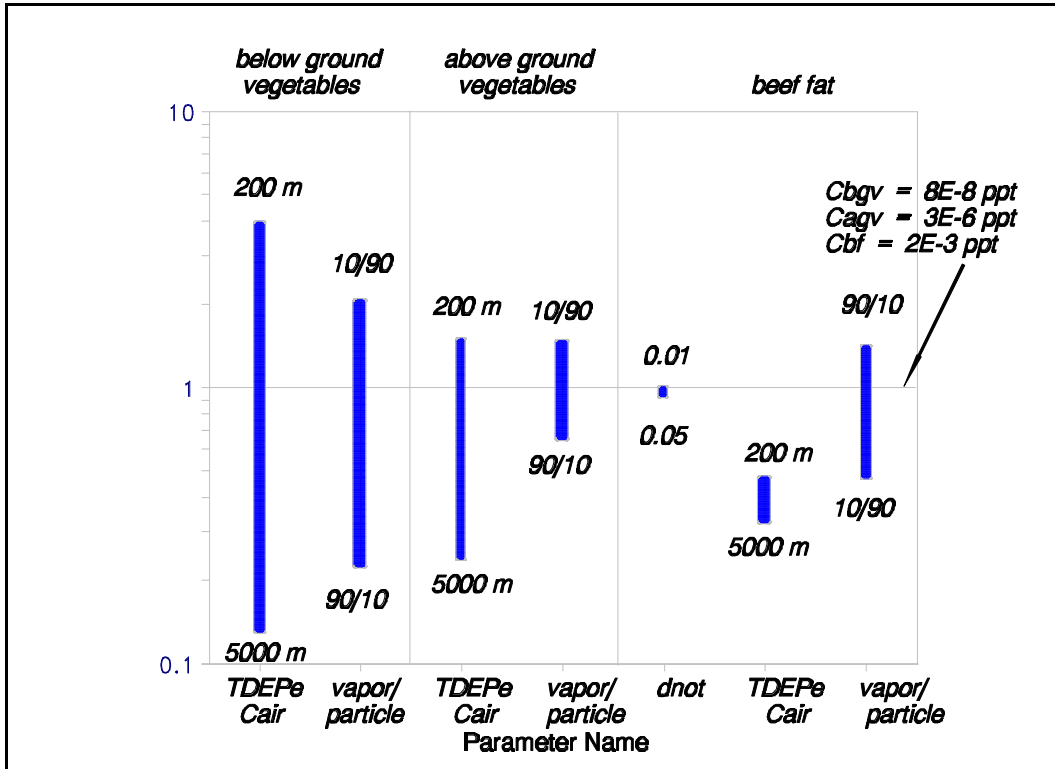 below ground
vegetables
above ground
vegetables
beef fat
10
1
0.1
200 m
5000 m
10/90
90/10
200 m
5000 m
10/90
90/10
0.01
0.05
200 m
5000 m
90/10
10/90
Cbgv = 8E-8 ppt
Cagv = 3E-6 ppt
Cbf = 2E-3 ppt
TDEPe
Cair
vapor/
particle
TDEPe
Cair
vapor/
particle
dnot
TDEPe
Cair
vapor/
particle
Parameter Name